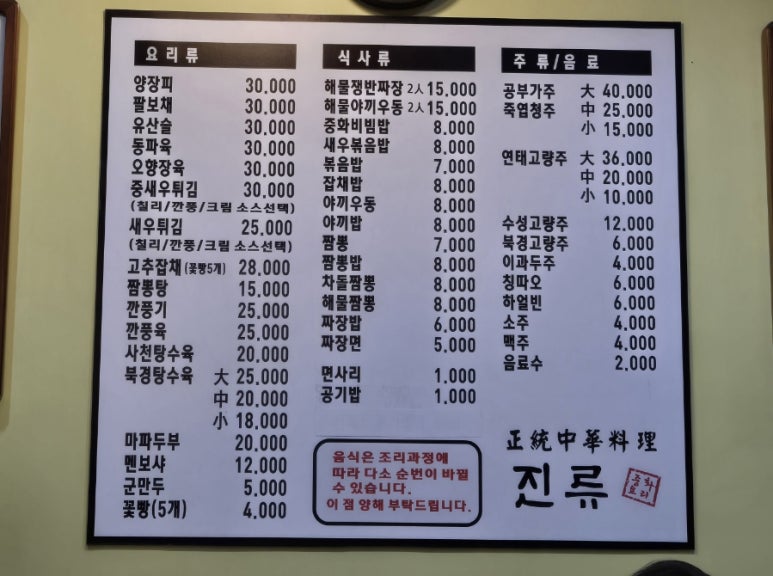 요리류
양장피 30,000
팔보채 30,000
유산슬 30,000
동파육 30,000
오향장육 30,000
중새우튀김 30,000
(칠리/깐풍/크림 소스선택)
새우튀김 25,000
(칠리/깐풍/크림 소스선택)
고추잡채(꽃빵5개) 28,000
짬뽕탕 15,000
깐풍기 25,000
깐풍육 25,000
사천탕수육 20,000
북경탕수육 大 25,000
中 20,000
小 18,000
마파두부 20,000
멘보샤 12,000
군만두 5,000
꽃빵(5개) 4,000
식사류
해물쟁반짜장 2人 15,000
해물야끼우동 2人 15,000
중화비빔밥 8,000
새우볶음밥 8,000
볶음밥 7,000
잡채밥 8,000
야끼우동 8,000
야끼밥 8,000
짬뽕 7,000
짬뽕밥 8,000
차돌짬뽕 8,000
해물짬뽕 8,000
짜장밥 6,000
짜장면 5,000
면사리 1,000
공기밥 1,000
음식은 조리과정에
따라 다소 순번이 바뀔
수 있습니다.
이 점 양해 부탁드립니다.
주류/음료
공부가주 大 40,000
죽엽청주 中 25,000
小 15,000
연태고량주 大 36,000
中 20,000
小 10,000
수성고량주 12,000
북경고량주 6,000
이과두주 4,000
칭따오 6,000
하얼빈 6,000
소주 4,000
맥주 4,000
음료수 2,000
正統中華料理
진류
중화
요리